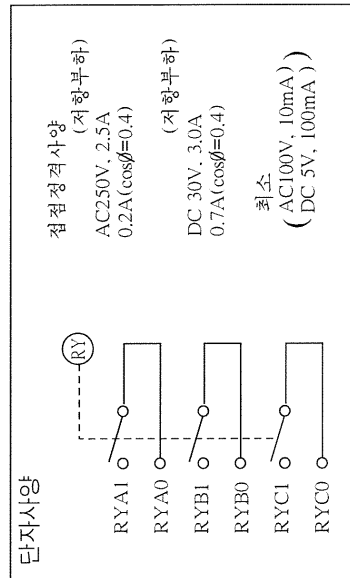 단자사양
RY
RYA1
RYA0
RYB1
RYB0
RYC1
RYC0
접점정격사양
(저항부하)
AC250V, 2.5A
0.2A(cosØ=0.4)
(저항부하)
DC 30V. 3.0A
0.7A(cosØ=0.4)
최소
(AC100V, 10mA)
(DC 5V, 100mA)